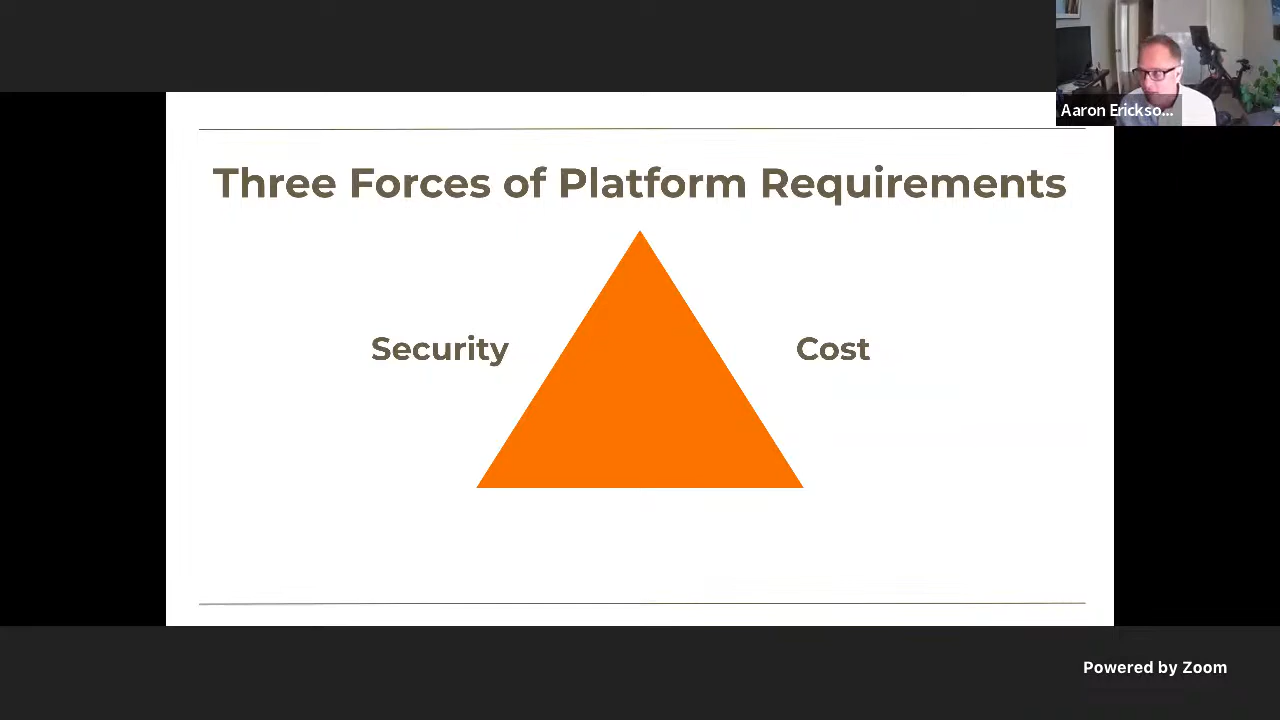 Aaron Erickso...
Three Forces of Platform Requirements
Security
Cost
Powered by Zoom